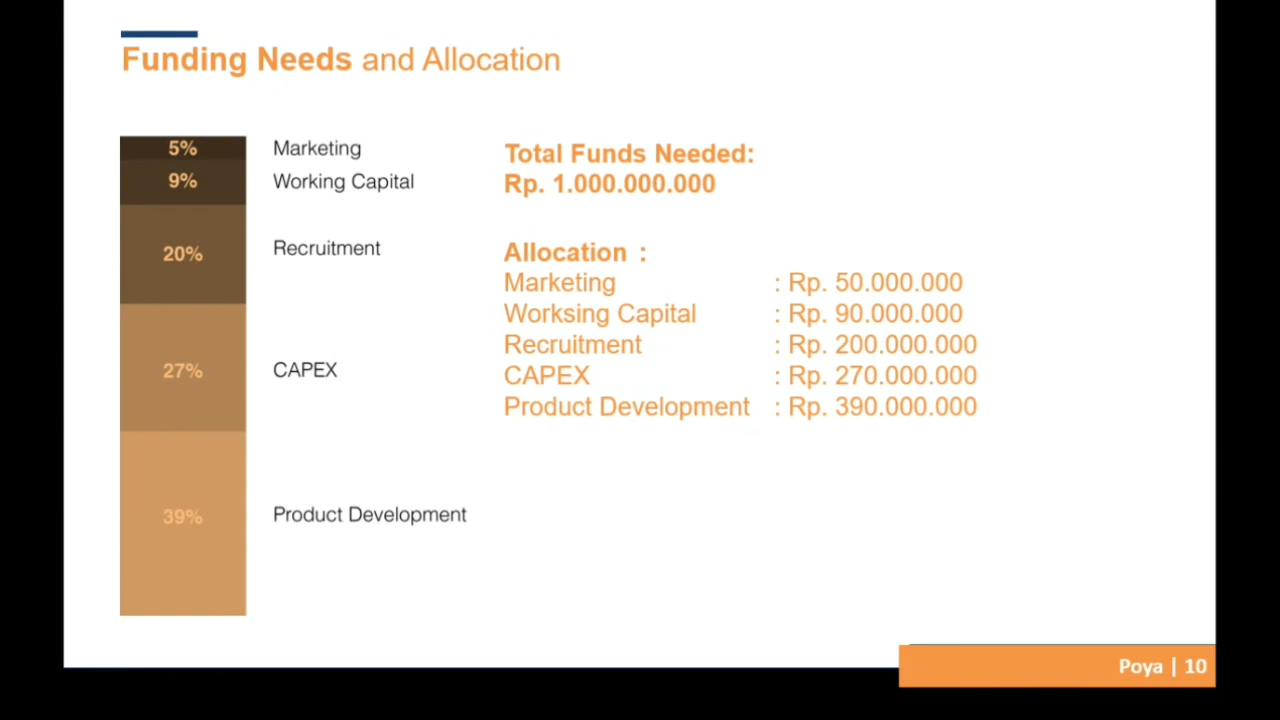 Funding Needs and Allocation
5% Marketing
9% Working Capital
20% Recruitment
27% CAPEX
39% Product Development
Total Funds Needed:
Rp. 1.000.000.000
Allocation :
Marketing : Rp. 50.000.000
Worksing Capital : Rp. 90.000.000
Recruitment : Rp. 200.000.000
CAPEX : Rp. 270.000.000
Product Development : Rp. 390.000.000
Poya | 10